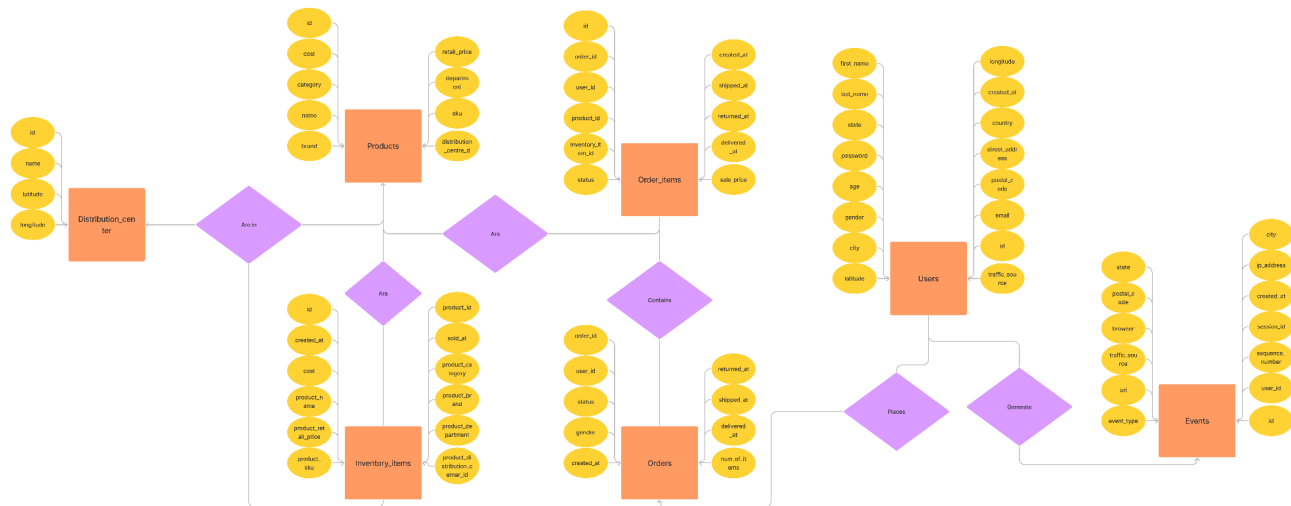 id
cost
category
name
brand
retail_price
departm
ent
sku
distribution
_centre_d
Products
id
name
latitude
longitude
Distribution_cen
ter
Are in
Are
Are
id
order_id
user_id
product_id
inventory_it
em_id
status
created_at
shipped_at
returned_at
delivered
_at
sale_price
Order_items
Contains
id
created_at
cost
product_n
ame
product_ret
ail_price
product_
sku
product_id
sold_at
product_ca
tegory
product_br
and
product_de
partment
product_di
stribution_c
enter_id
Inventory_items
order_id
user_id
status
gender
created_at
returned_at
shipped_at
delivered
_at
num_of_it
ems
Orders
first_name
last_name
state
password
age
gender
city
latitude
longitude
created_at
country
street_addr
ess
postal_c
ode
email
id
traffic_sou
rce
Users
Places
Generate
state
postal_c
ode
browser
traffic_sou
rce
uri
event_type
city
ip_address
created_at
session_id
sequence_
number
user_id
id
Events